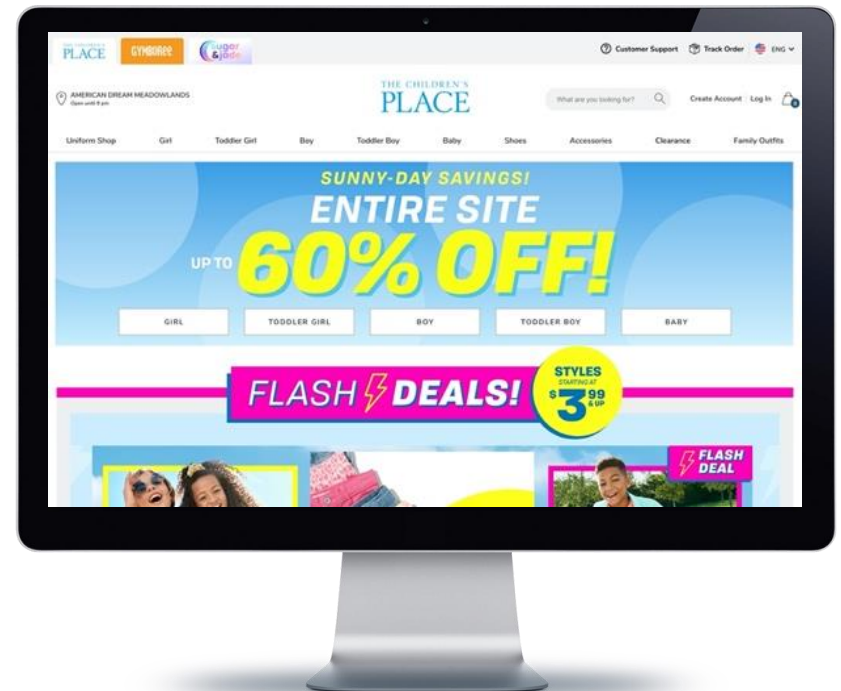 THE CHILDREN'S
PLACE
GYMBOREE
sugar
&jade
Customer Support
Track Order
ENG
AMERICAN DREAM MEADOWLANDS
Open until 9 pm
THE CHILDREN'S
PLACE
What are you looking for?
Create Account
Log In
0
Uniform Shop
Girl
Toddler Girl
Boy
Toddler Boy
Baby
Shoes
Accessories
Clearance
Family Outfits
SUNNY-DAY SAVINGS!
ENTIRE SITE
UP TO 60% OFF!
GIRL
TODDLER GIRL
BOY
TODDLER BOY
BABY
FLASH DEALS!
STYLES
STARTING AT
$3 99
& UP
FLASH
DEAL